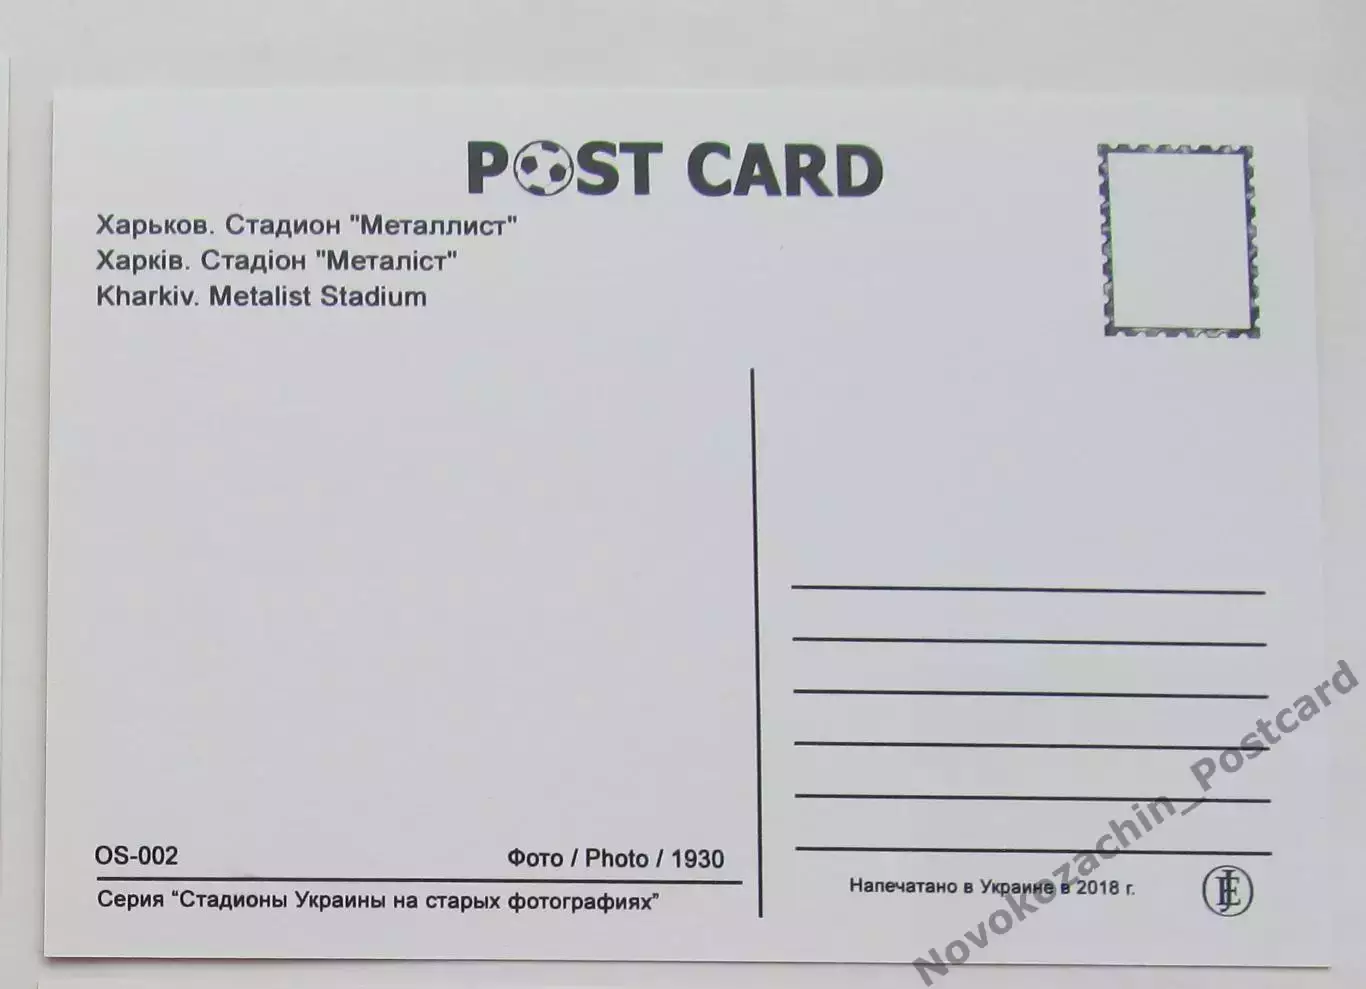 POST CARD
Харьков. Стадион "Металлист"
Харків. Стадіон "Металіст"
Kharkiv. Metalist Stadium
OS-002
Фото / Photo / 1930
Серия “Стадионы Украины на старых фотографиях”
Напечатано в Украине в 2018 г.
Novokozachin_Postcard